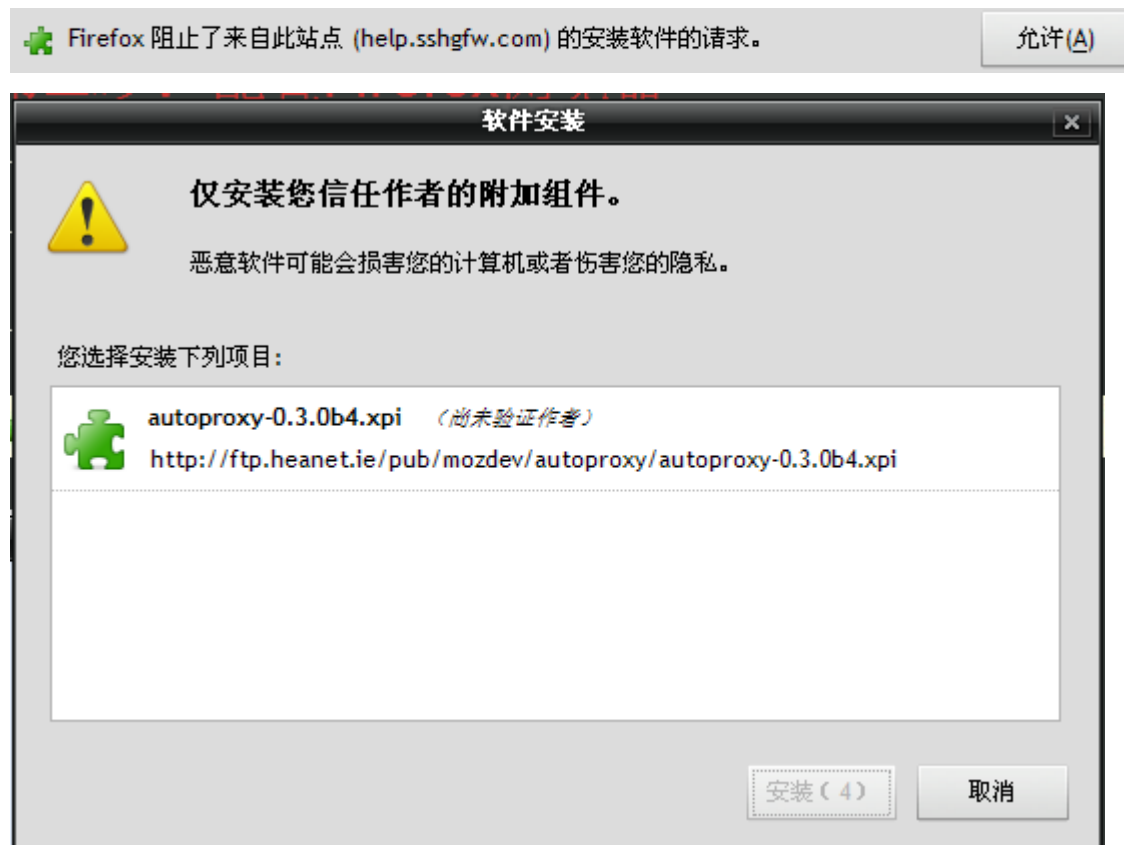 Firefox 阻止了来自此站点 (help.sshgfw.com) 的安装软件的请求。 允许(A)
软件安装
仅安装您信任作者的附加组件。
恶意软件可能会损害您的计算机或者伤害您的隐私。
您选择安装下列项目:
autoproxy-0.3.0b4.xpi （尚未验证作者）
http://ftp.heanet.ie/pub/mozdev/autoproxy/autoproxy-0.3.0b4.xpi
安装( 4) 取消